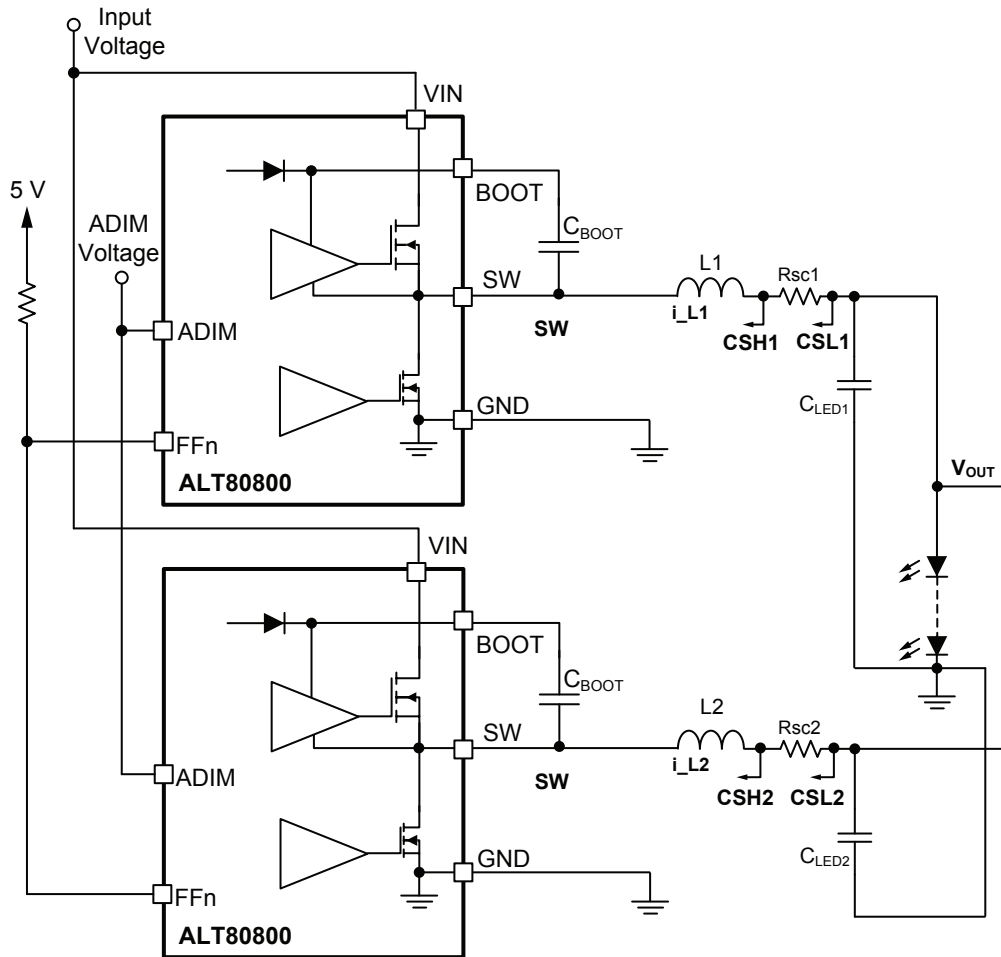 Input
Voltage
VIN
5 V
ADIM
Voltage
BOOT
C_BOOT
SW
SW
ADIM
FFn
GND
ALT80800
L1
i_L1
Rsc1
CSH1
CSL1
C_LED1
V_OUT
VIN
BOOT
C_BOOT
SW
SW
ADIM
FFn
GND
ALT80800
L2
i_L2
Rsc2
CSH2
CSL2
C_LED2